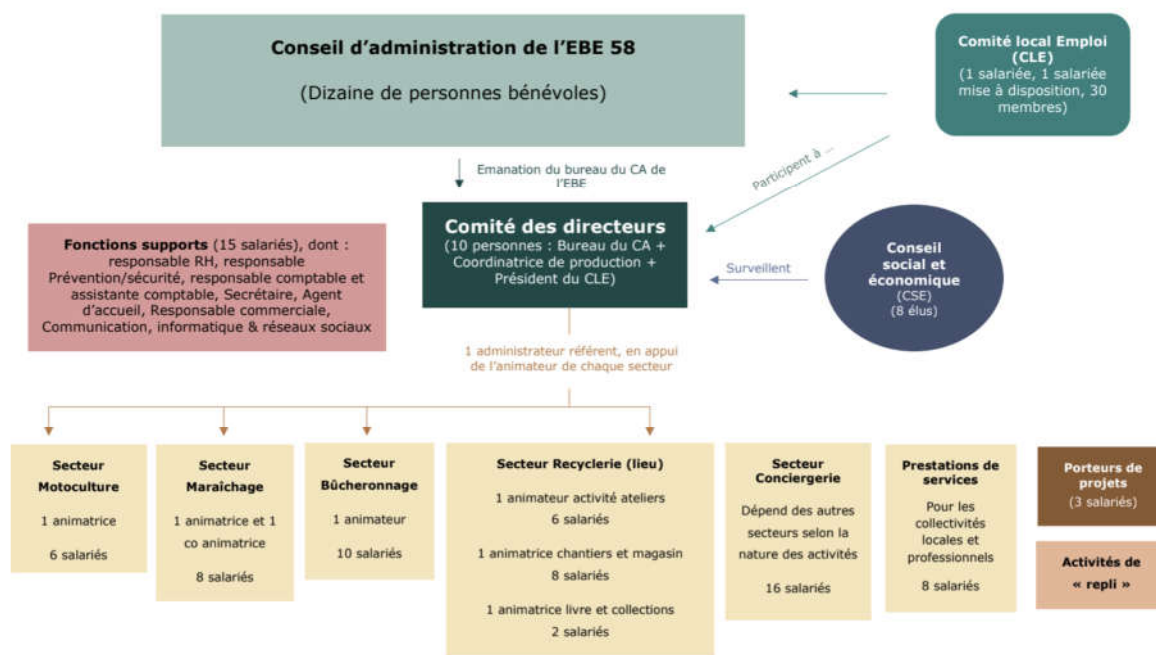 Conseil d'administration de l'EBE 58
(Dizaine de personnes bénévoles)
Comité local Emploi
(CLE)
(1 salariée, 1 salariée
mise à disposition, 30
membres)
Emanation du bureau du CA de
l'EBE
Participent à ...
Fonctions supports (15 salariés), dont :
responsable RH, responsable
Prévention/sécurité, responsable comptable et
assistante comptable, Secrétaire, Agent
d'accueil, Responsable commerciale,
Communication, informatique & réseaux sociaux
Comité des directeurs
(10 personnes : Bureau du CA +
Coordinatrice de production +
Président du CLE)
Surveillent
Conseil
social et
économique
(CSE)
(8 élus)
1 administrateur référent, en appui
de l'animateur de chaque secteur
Secteur
Motoculture
1 animatrice
6 salariés
Secteur
Maraîchage
1 animatrice et 1
co animatrice
8 salariés
Secteur
Bûcheronnage
1 animateur
10 salariés
Secteur Recyclerie (lieu)
1 animateur activité ateliers
6 salariés
1 animatrice chantiers et magasin
8 salariés
1 animatrice livre et collections
2 salariés
Secteur
Conciergerie
Dépend des autres
secteurs selon la
nature des activités
16 salariés
Prestations de
services
Pour les
collectivités
locales et
professionnels
8 salariés
Porteurs de
projets
(3 salariés)
Activités de
« repli »